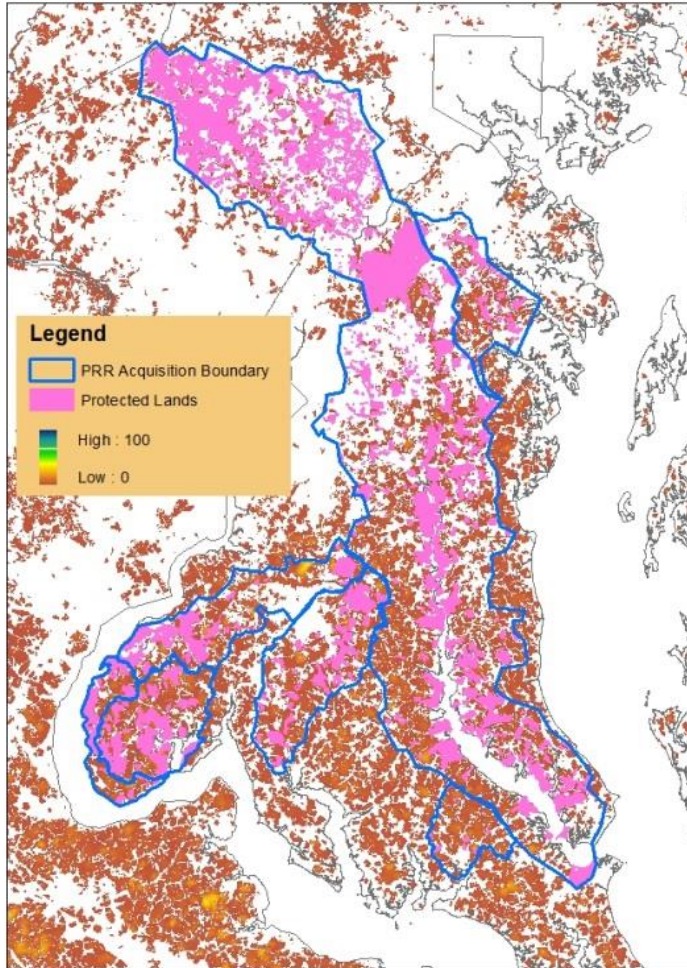 Legend
PRR Acquisition Boundary
Protected Lands
High : 100
Low : 0